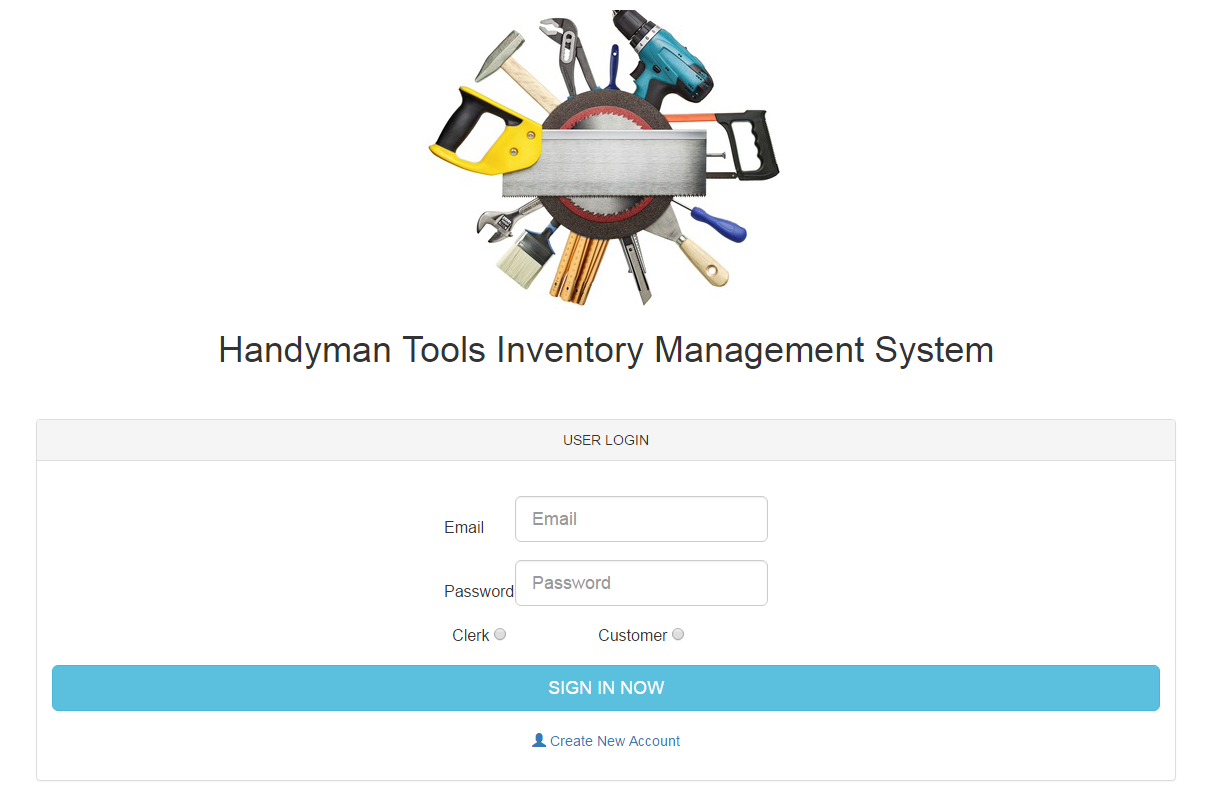 Handyman Tools Inventory Management System
USER LOGIN
Email Email
Password Password
Clerk Customer
SIGN IN NOW
Create New Account